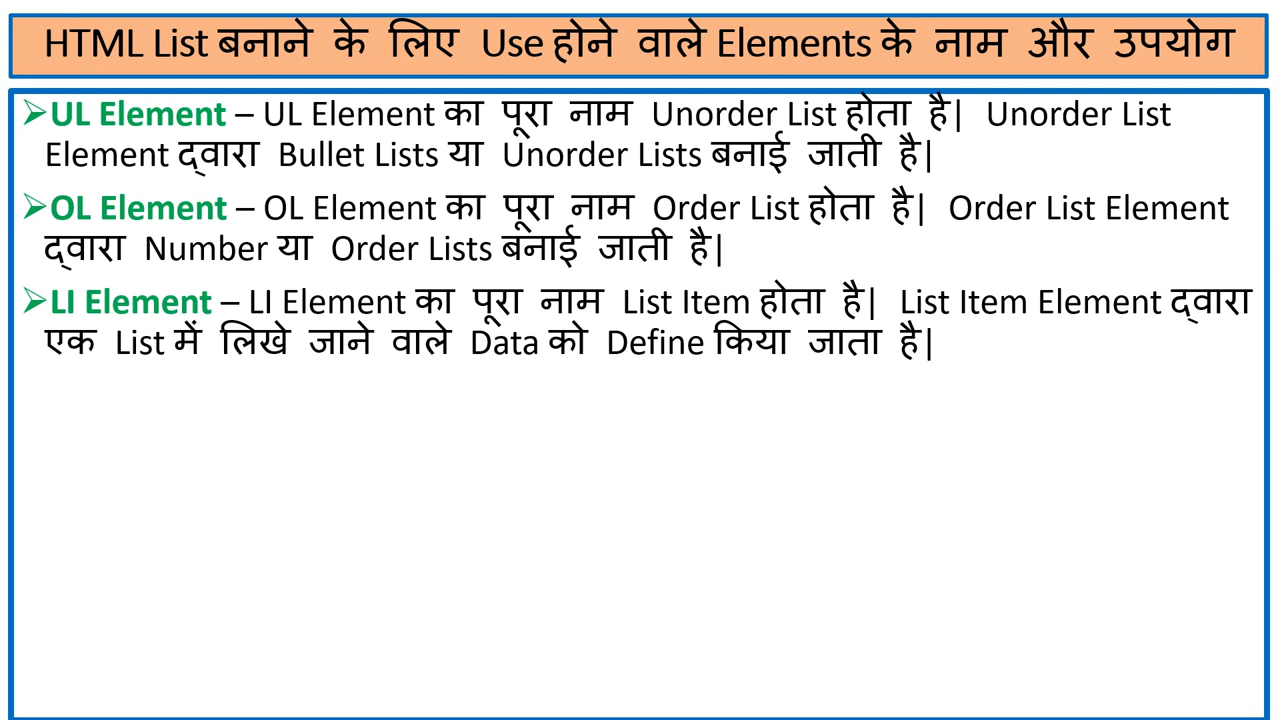 HTML List बनाने के लिए Use होने वाले Elements के नाम और उपयोग
➢UL Element – UL Element का पूरा नाम Unorder List होता है| Unorder List
Element द्वारा Bullet Lists या Unorder Lists बनाई जाती है|
➢OL Element – OL Element का पूरा नाम Order List होता है| Order List Element
द्वारा Number या Order Lists बनाई जाती है|
➢LI Element – LI Element का पूरा नाम List Item होता है| List Item Element द्वारा
एक List में लिखे जाने वाले Data को Define किया जाता है|